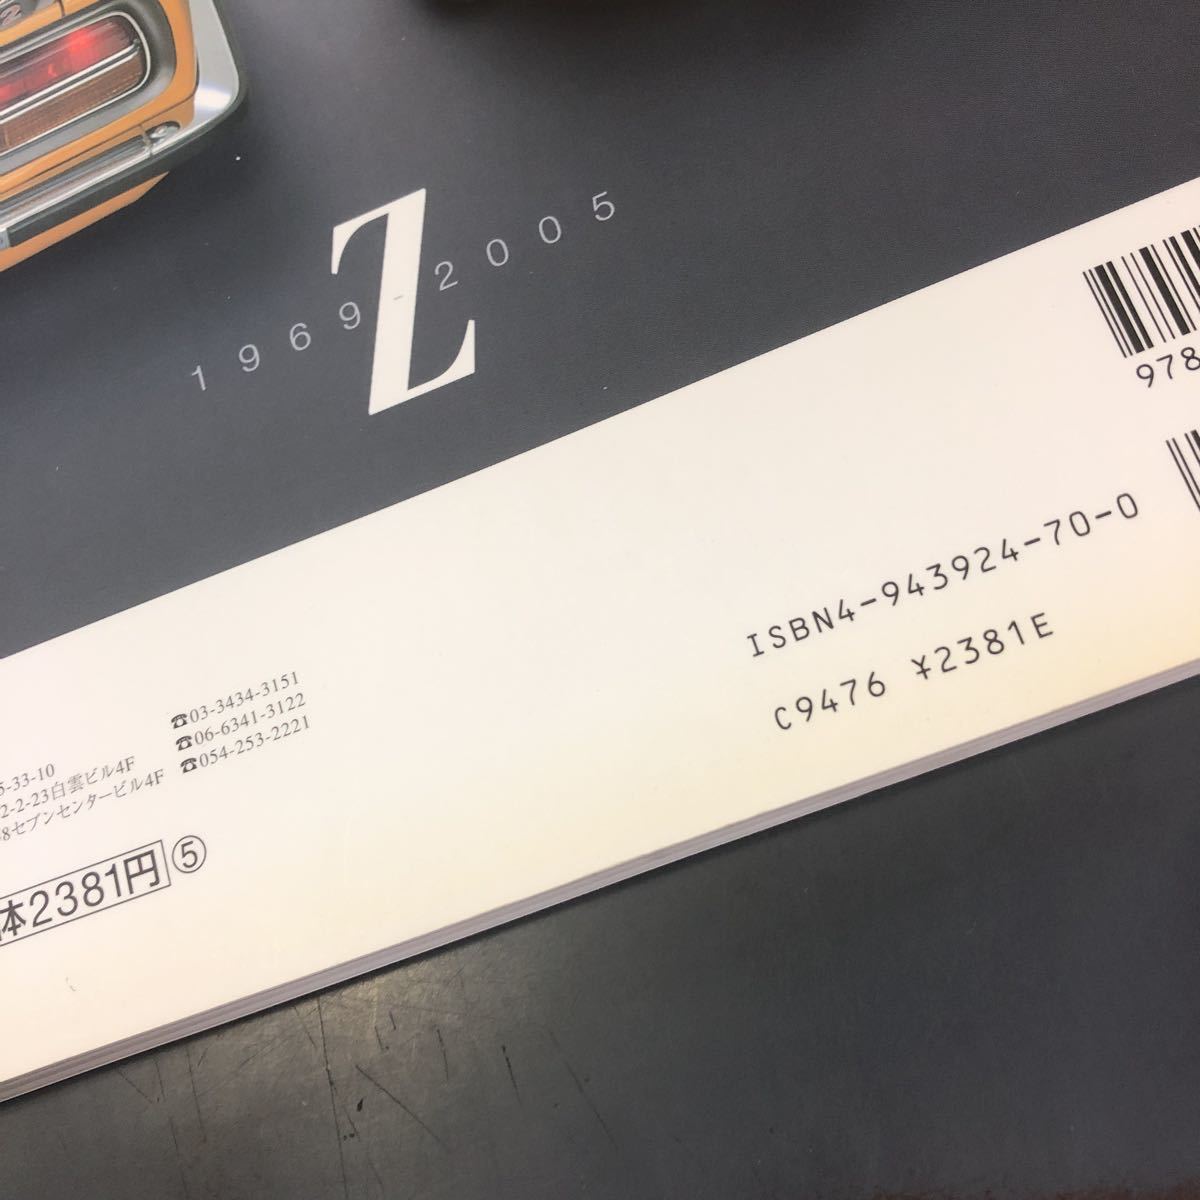 Z
1969-2005
978
ISBN4-943924-70-0
C9476 ¥2381E
☎03-3434-3151
5-33-10 ☎06-6341-3122
2-2-23白雲ビル4F ☎054-253-2221
8セブンセンタービル4F
体2381円 ⑤